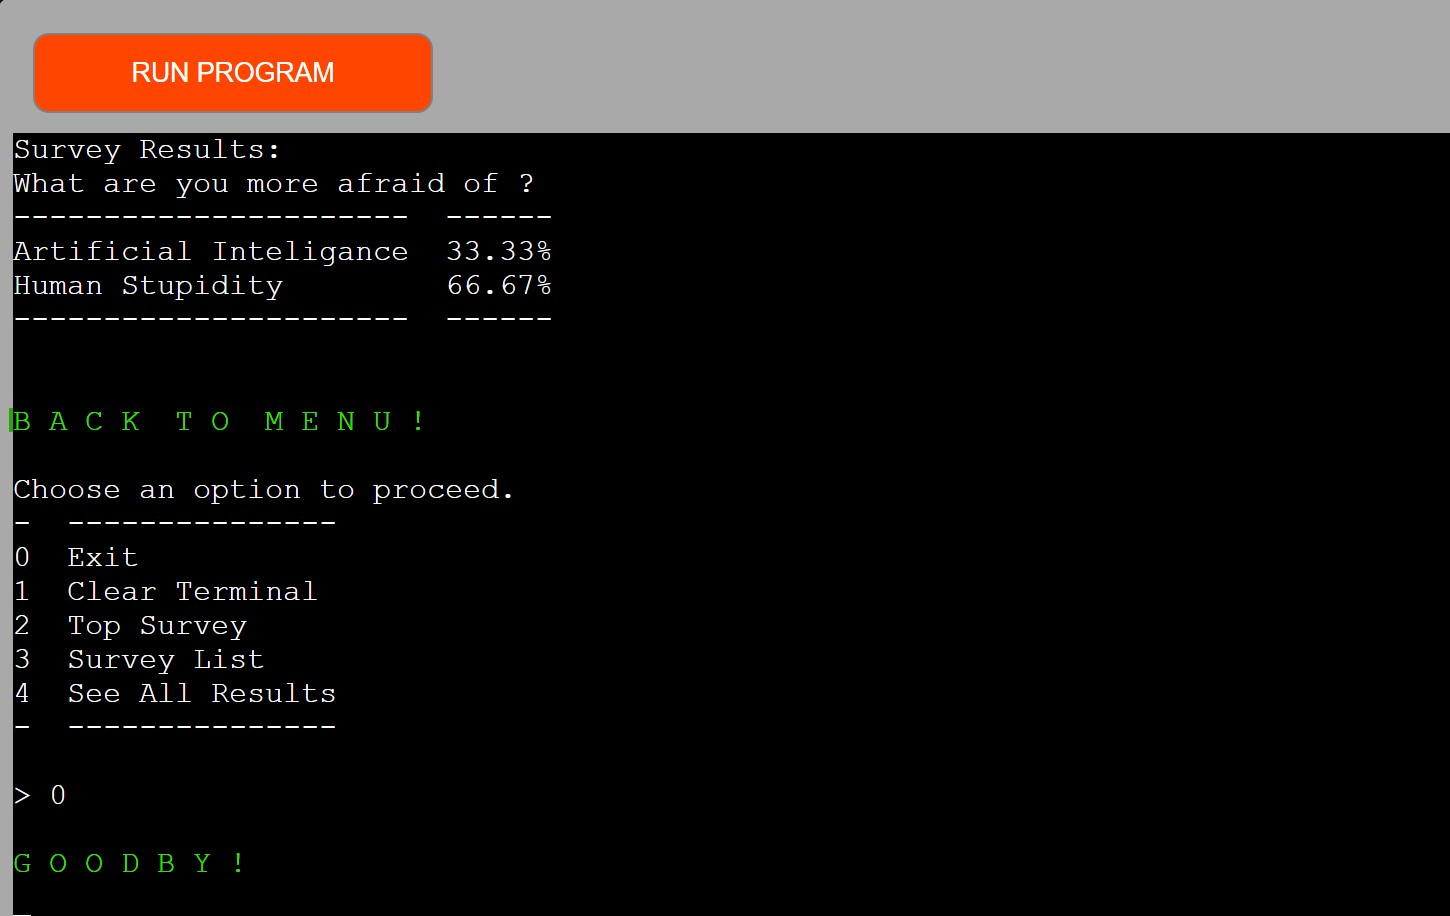 RUN PROGRAM
Survey Results:
What are you more afraid of ?
----------------------  ------
Artificial Inteligance  33.33%
Human Stupidity         66.67%
----------------------  ------
B A C K  T O  M E N U !
Choose an option to proceed.
-  ---------------
0  Exit
1  Clear Terminal
2  Top Survey
3  Survey List
4  See All Results
-  ---------------
> 0
G O O D B Y !